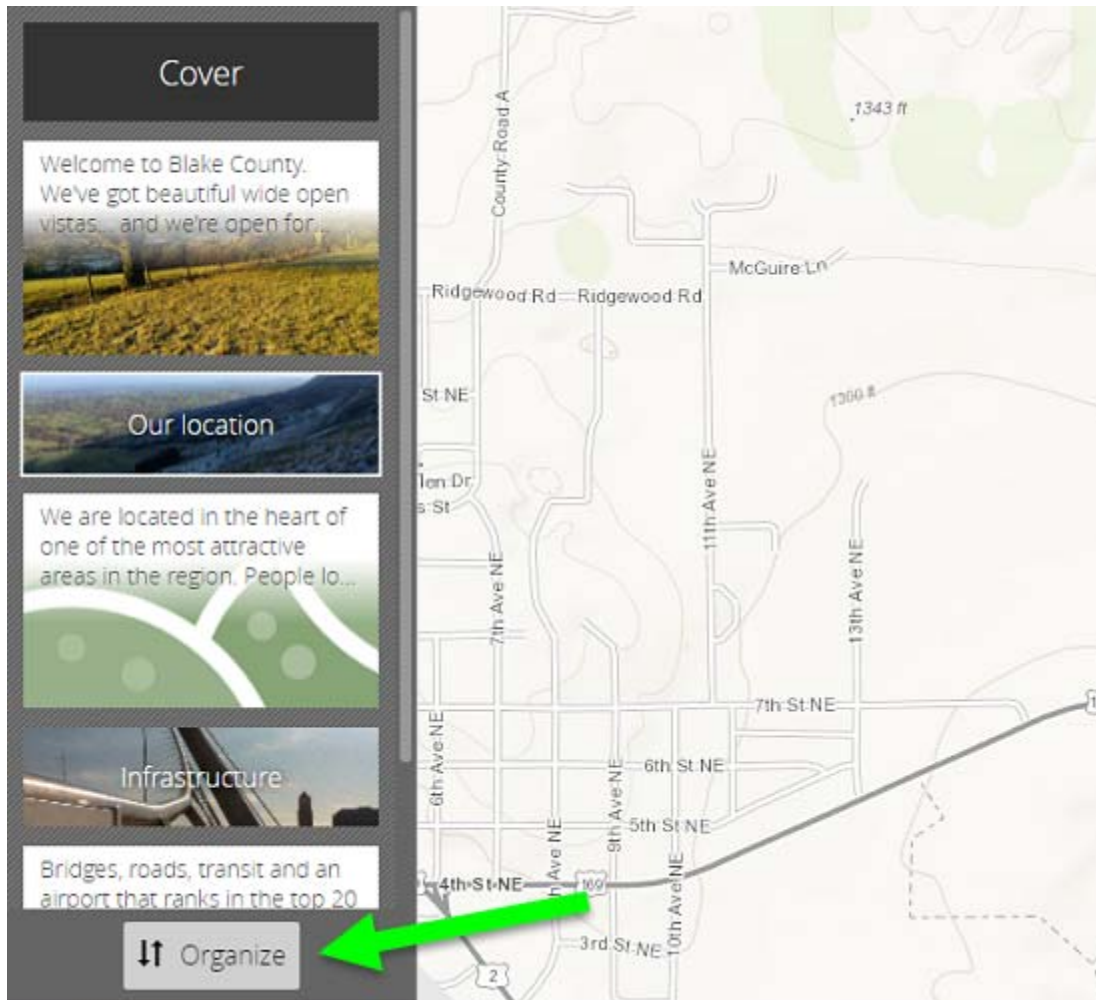 Cover
Welcome to Blake County.
We've got beautiful wide open
vistas... and we're open for...
Our location
We are located in the heart of
one of the most attractive
areas in the region. People lo...
Infrastructure
Bridges, roads, transit and an
airport that ranks in the top 20
Organize
County Road A
1343 ft
McGuire Ln
Ridgewood Rd
Ridgewood Rd
St NE
1300 ft
len Dr
s St
11th Ave NE
7th Ave NE
13th Ave NE
7th St NE
6th Ave NE
6th St NE
9th Ave NE
5th St NE
h Ave NE
4th St NE
169
10th Ave NE
3rd St NE
2